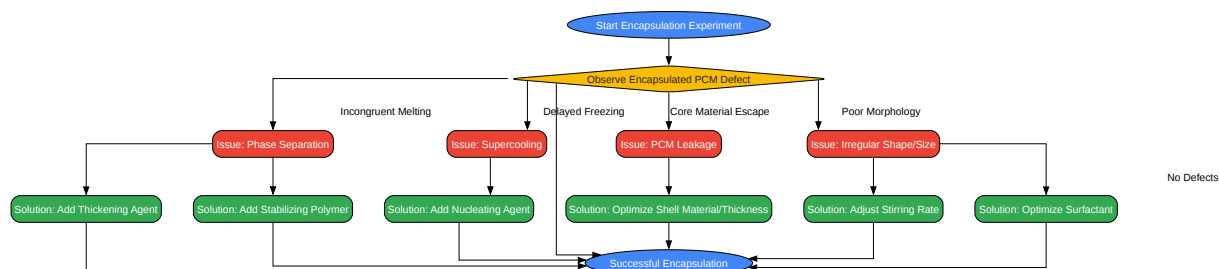 Start Encapsulation Experiment
Observe Encapsulated PCM Defect
Incongruent Melting
Delayed Freezing
Core Material Escape
Poor Morphology
Issue: Phase Separation
Issue: Supercooling
Issue: PCM Leakage
Issue: Irregular Shape/Size
No Defects
Solution: Add Thickening Agent
Solution: Add Stabilizing Polymer
Solution: Add Nucleating Agent
Solution: Optimize Shell Material/Thickness
Solution: Adjust Stirring Rate
Solution: Optimize Surfactant
Successful Encapsulation